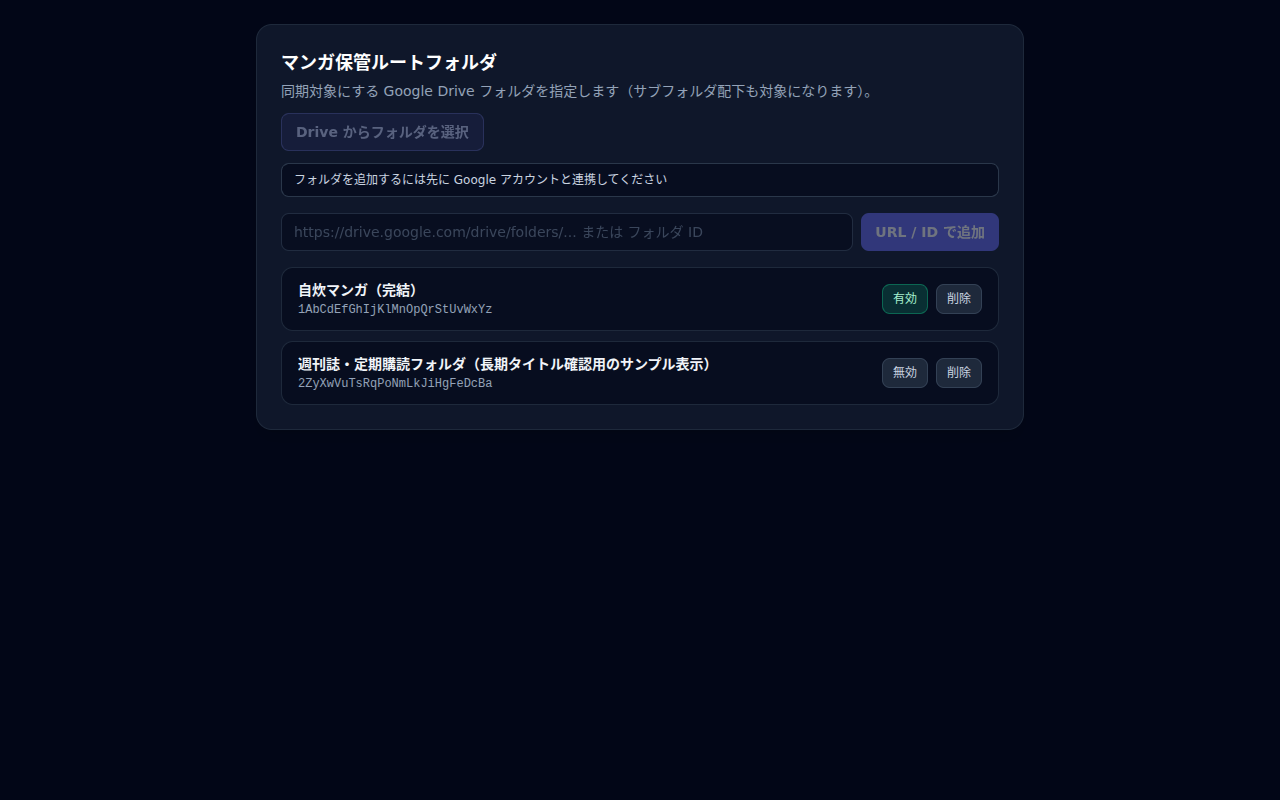 マンガ保管ルートフォルダ
同期対象にする Google Drive フォルダを指定します（サブフォルダ配下も対象になります）。
Drive からフォルダを選択
フォルダを追加するには先に Google アカウントと連携してください
https://drive.google.com/drive/folders/... または フォルダ ID
URL / ID で追加
自炊マンガ（完結）
1AbCdEfGhIjKlMnOpQrStUvWxYz
有効
削除
週刊誌・定期購読フォルダ（長期タイトル確認用のサンプル表示）
2ZyXwVuTsRqPoNmLkJiHgFeDcBa
無効
削除